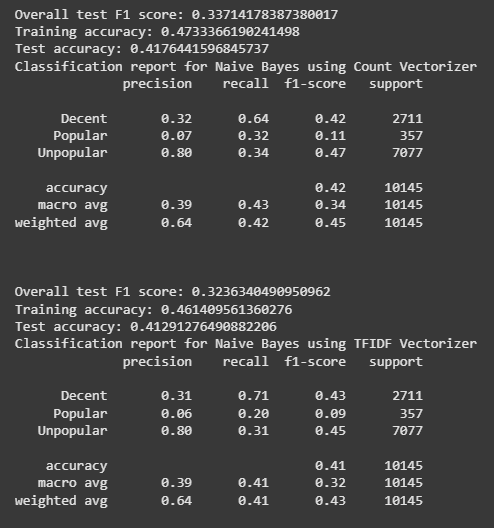 Overall test F1 score: 0.33714178387380017
Training accuracy: 0.4733366190241498
Test accuracy: 0.4176441596845737
Classification report for Naive Bayes using Count Vectorizer
precision recall f1-score support
Decent 0.32 0.64 0.42 2711
Popular 0.07 0.32 0.11 357
Unpopular 0.80 0.34 0.47 7077
accuracy 0.42 10145
macro avg 0.39 0.43 0.34 10145
weighted avg 0.64 0.42 0.45 10145
Overall test F1 score: 0.3236340490950962
Training accuracy: 0.461409561360276
Test accuracy: 0.41291276490882206
Classification report for Naive Bayes using TFIDF Vectorizer
precision recall f1-score support
Decent 0.31 0.71 0.43 2711
Popular 0.06 0.20 0.09 357
Unpopular 0.80 0.31 0.45 7077
accuracy 0.41 10145
macro avg 0.39 0.41 0.32 10145
weighted avg 0.64 0.41 0.43 10145